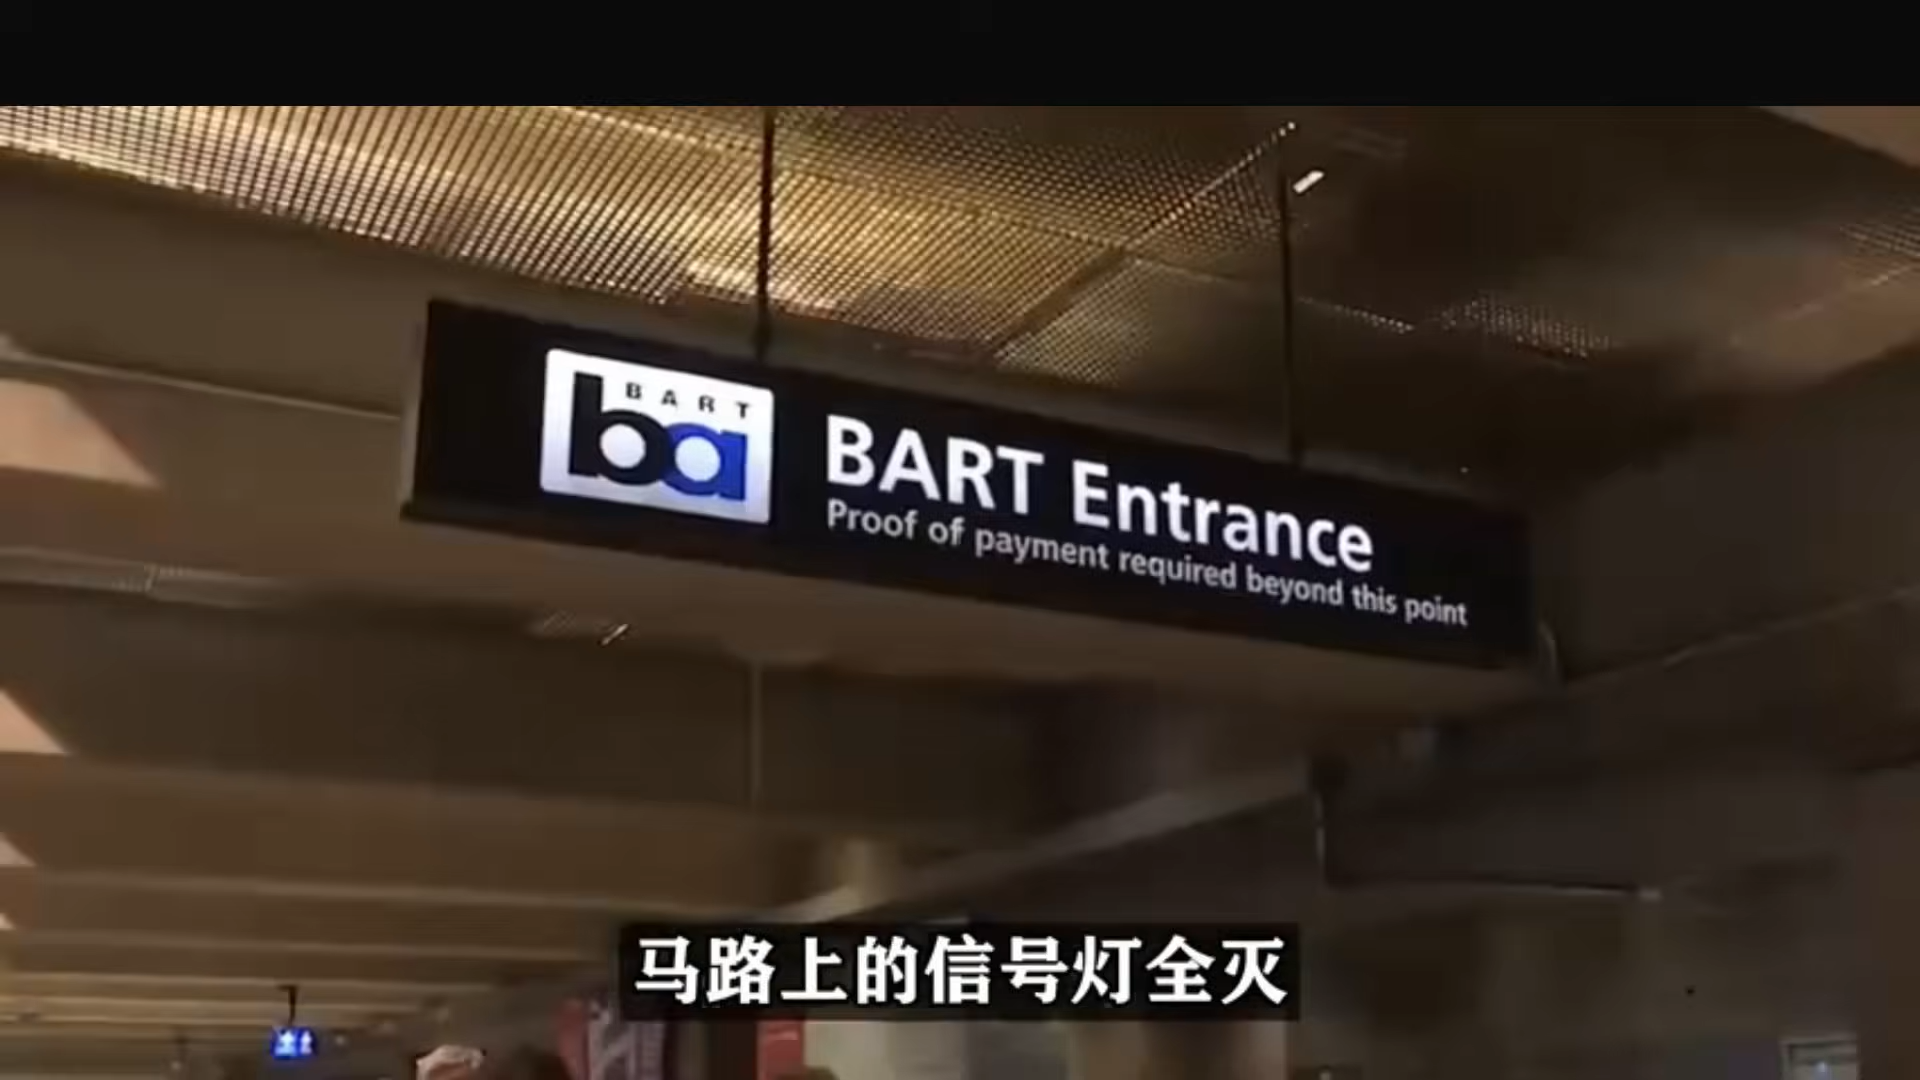 BART
ba
BART Entrance
Proof of payment required beyond this point
马路上的信号灯全灭